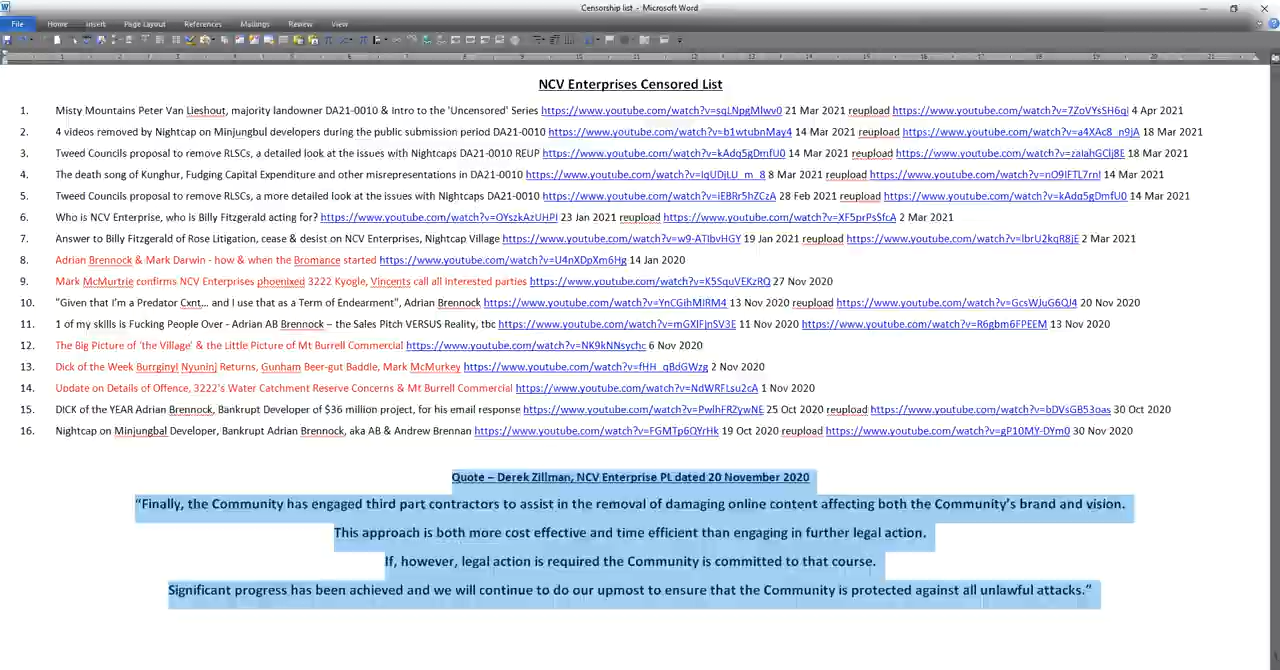 Censorship list - Microsoft Word
File Home Insert Page Layout References Mailings Review View
NCV Enterprises Censored List
1. Misty Mountains Peter Van Lieshout, majority landowner DA21-0010 & Intro to the 'Uncensored' Series https://www.youtube.com/watch?v=sqLNpgMlwv0 21 Mar 2021 reupload https://www.youtube.com/watch?v=7ZoVYsSH6qi 4 Apr 2021
2. 4 videos removed by Nightcap on Minjungbul developers during the public submission period DA21-0010 https://www.youtube.com/watch?v=b1wtubnMay4 14 Mar 2021 reupload https://www.youtube.com/watch?v=a4XAc8_n9jA 18 Mar 2021
3. Tweed Councils proposal to remove RLSCs, a detailed look at the issues with Nightcaps DA21-0010 REUP https://www.youtube.com/watch?v=kAdq5gDmfU0 14 Mar 2021 reupload https://www.youtube.com/watch?v=zaIahGClj8E 18 Mar 2021
4. The death song of Kunghur, Fudging Capital Expenditure and other misrepresentations in DA21-0010 https://www.youtube.com/watch?v=IqUDjLU_m_8 8 Mar 2021 reupload https://www.youtube.com/watch?v=nO9IFTL7rnI 14 Mar 2021
5. Tweed Councils proposal to remove RLSCs, a more detailed look at the issues with Nightcaps DA21-0010 https://www.youtube.com/watch?v=iEBRr5hZCzA 28 Feb 2021 reupload https://www.youtube.com/watch?v=kAdq5gDmfU0 14 Mar 2021
6. Who is NCV Enterprise, who is Billy Fitzgerald acting for? https://www.youtube.com/watch?v=OYszkAzUHPI 23 Jan 2021 reupload https://www.youtube.com/watch?v=XF5prPsSfcA 2 Mar 2021
7. Answer to Billy Fitzgerald of Rose Litigation, cease & desist on NCV Enterprises, Nightcap Village https://www.youtube.com/watch?v=w9-ATIbvHGY 19 Jan 2021 reupload https://www.youtube.com/watch?v=lbrU2kqR8jE 2 Mar 2021
8. Adrian Brennock & Mark Darwin - how & when the Bromance started https://www.youtube.com/watch?v=U4nXDpXm6Hg 14 Jan 2020
9. Mark McMurtrie confirms NCV Enterprises phoenixed 3222 Kyogle, Vincents call all Interested parties https://www.youtube.com/watch?v=K5SquVEKzRQ 27 Nov 2020
10. "Given that I'm a Predator Cxnt... and I use that as a Term of Endearment", Adrian Brennock https://www.youtube.com/watch?v=YnCGihMIRM4 13 Nov 2020 reupload https://www.youtube.com/watch?v=GcsWJuG6QJ4 20 Nov 2020
11. 1 of my skills is Fucking People Over - Adrian AB Brennock – the Sales Pitch VERSUS Reality, tbc https://www.youtube.com/watch?v=mGXlFjnSV3E 11 Nov 2020 https://www.youtube.com/watch?v=R6gbm6FPEEM 13 Nov 2020
12. The Big Picture of 'the Village' & the Little Picture of Mt Burrell Commercial https://www.youtube.com/watch?v=NK9kNNsychc 6 Nov 2020
13. Dick of the Week Burrginyl Nyuninj Returns, Gunham Beer-gut Baddle, Mark McMurkey https://www.youtube.com/watch?v=fHH_qBdGWzg 2 Nov 2020
14. Update on Details of Offence, 3222's Water Catchment Reserve Concerns & Mt Burrell Commercial https://www.youtube.com/watch?v=NdWRFLsu2cA 1 Nov 2020
15. DICK of the YEAR Adrian Brennock, Bankrupt Developer of $36 million project, for his email response https://www.youtube.com/watch?v=PwlhFRZywNE 25 Oct 2020 reupload https://www.youtube.com/watch?v=bDVsGB53oas 30 Oct 2020
16. Nightcap on Minjungbal Developer, Bankrupt Adrian Brennock, aka AB & Andrew Brennan https://www.youtube.com/watch?v=FGMTp6QYrHk 19 Oct 2020 reupload https://www.youtube.com/watch?v=gP10MY-DYm0 30 Nov 2020
Quote – Derek Zillman, NCV Enterprise PL dated 20 November 2020
"Finally, the Community has engaged third part contractors to assist in the removal of damaging online content affecting both the Community's brand and vision.
This approach is both more cost effective and time efficient than engaging in further legal action.
If, however, legal action is required the Community is committed to that course.
Significant progress has been achieved and we will continue to do our upmost to ensure that the Community is protected against all unlawful attacks."